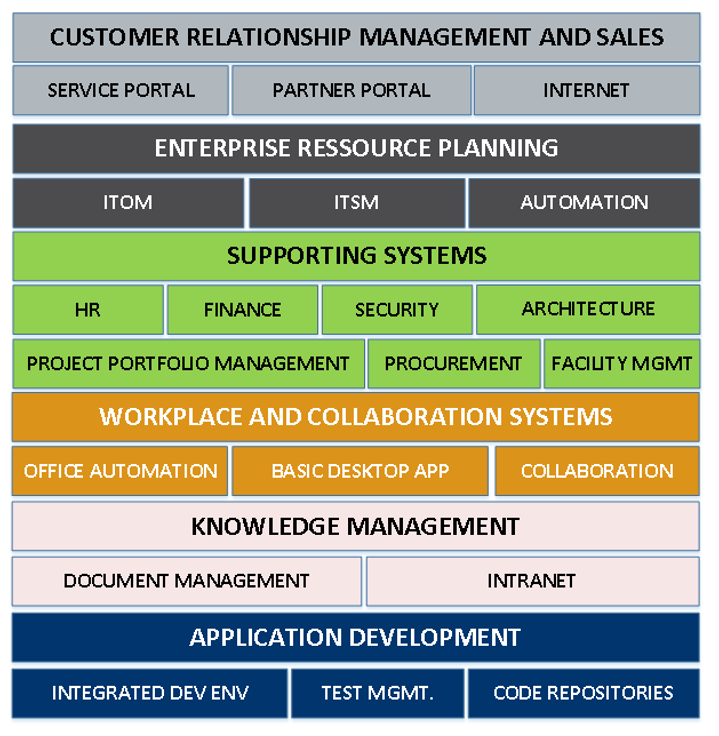 CUSTOMER RELATIONSHIP MANAGEMENT AND SALES
SERVICE PORTAL
PARTNER PORTAL
INTERNET
ENTERPRISE RESSOURCE PLANNING
ITOM
ITSM
AUTOMATION
SUPPORTING SYSTEMS
HR
FINANCE
SECURITY
ARCHITECTURE
PROJECT PORTFOLIO MANAGEMENT
PROCUREMENT
FACILITY MGMT
WORKPLACE AND COLLABORATION SYSTEMS
OFFICE AUTOMATION
BASIC DESKTOP APP
COLLABORATION
KNOWLEDGE MANAGEMENT
DOCUMENT MANAGEMENT
INTRANET
APPLICATION DEVELOPMENT
INTEGRATED DEV ENV
TEST MGMT.
CODE REPOSITORIES